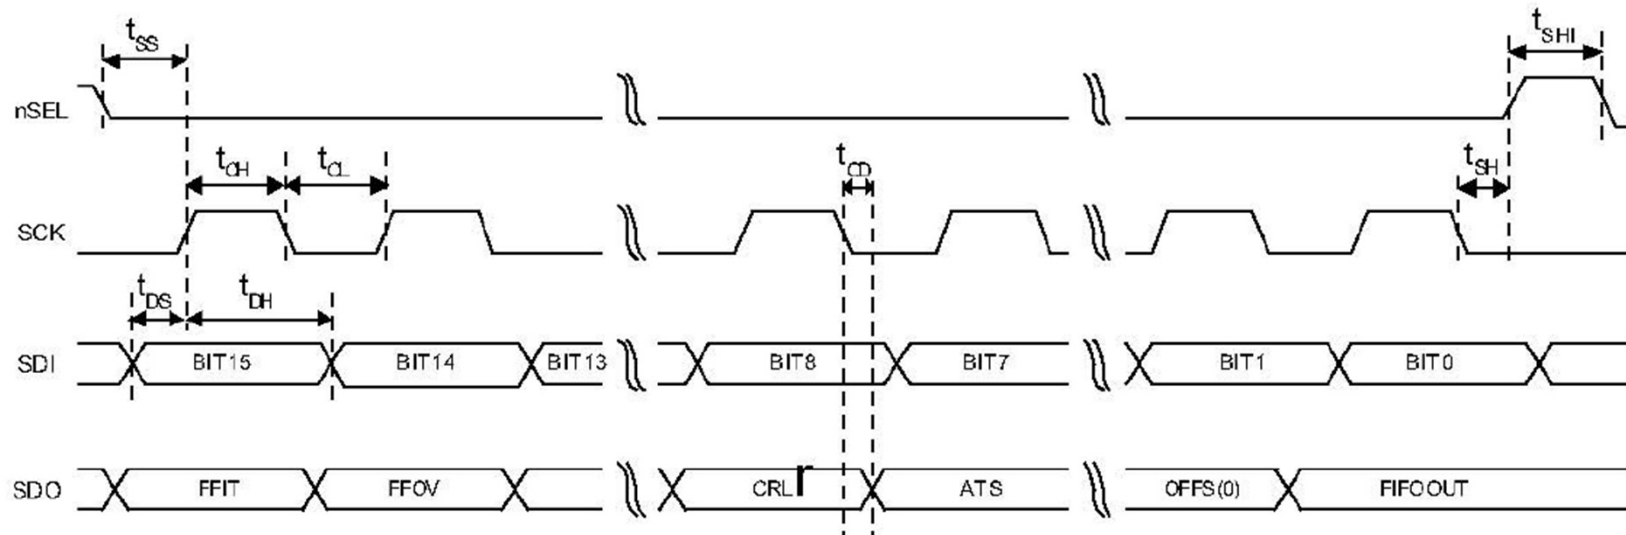 tSS
tSHI
nSEL
tCH tCL tCD tSH
SCK
tDS tDH
SDI BIT15 BIT14 BIT13 BIT8 BIT7 BIT1 BIT0
SDO FFIT FFOV CRLr ATS OFFS(0) FIFOOUT